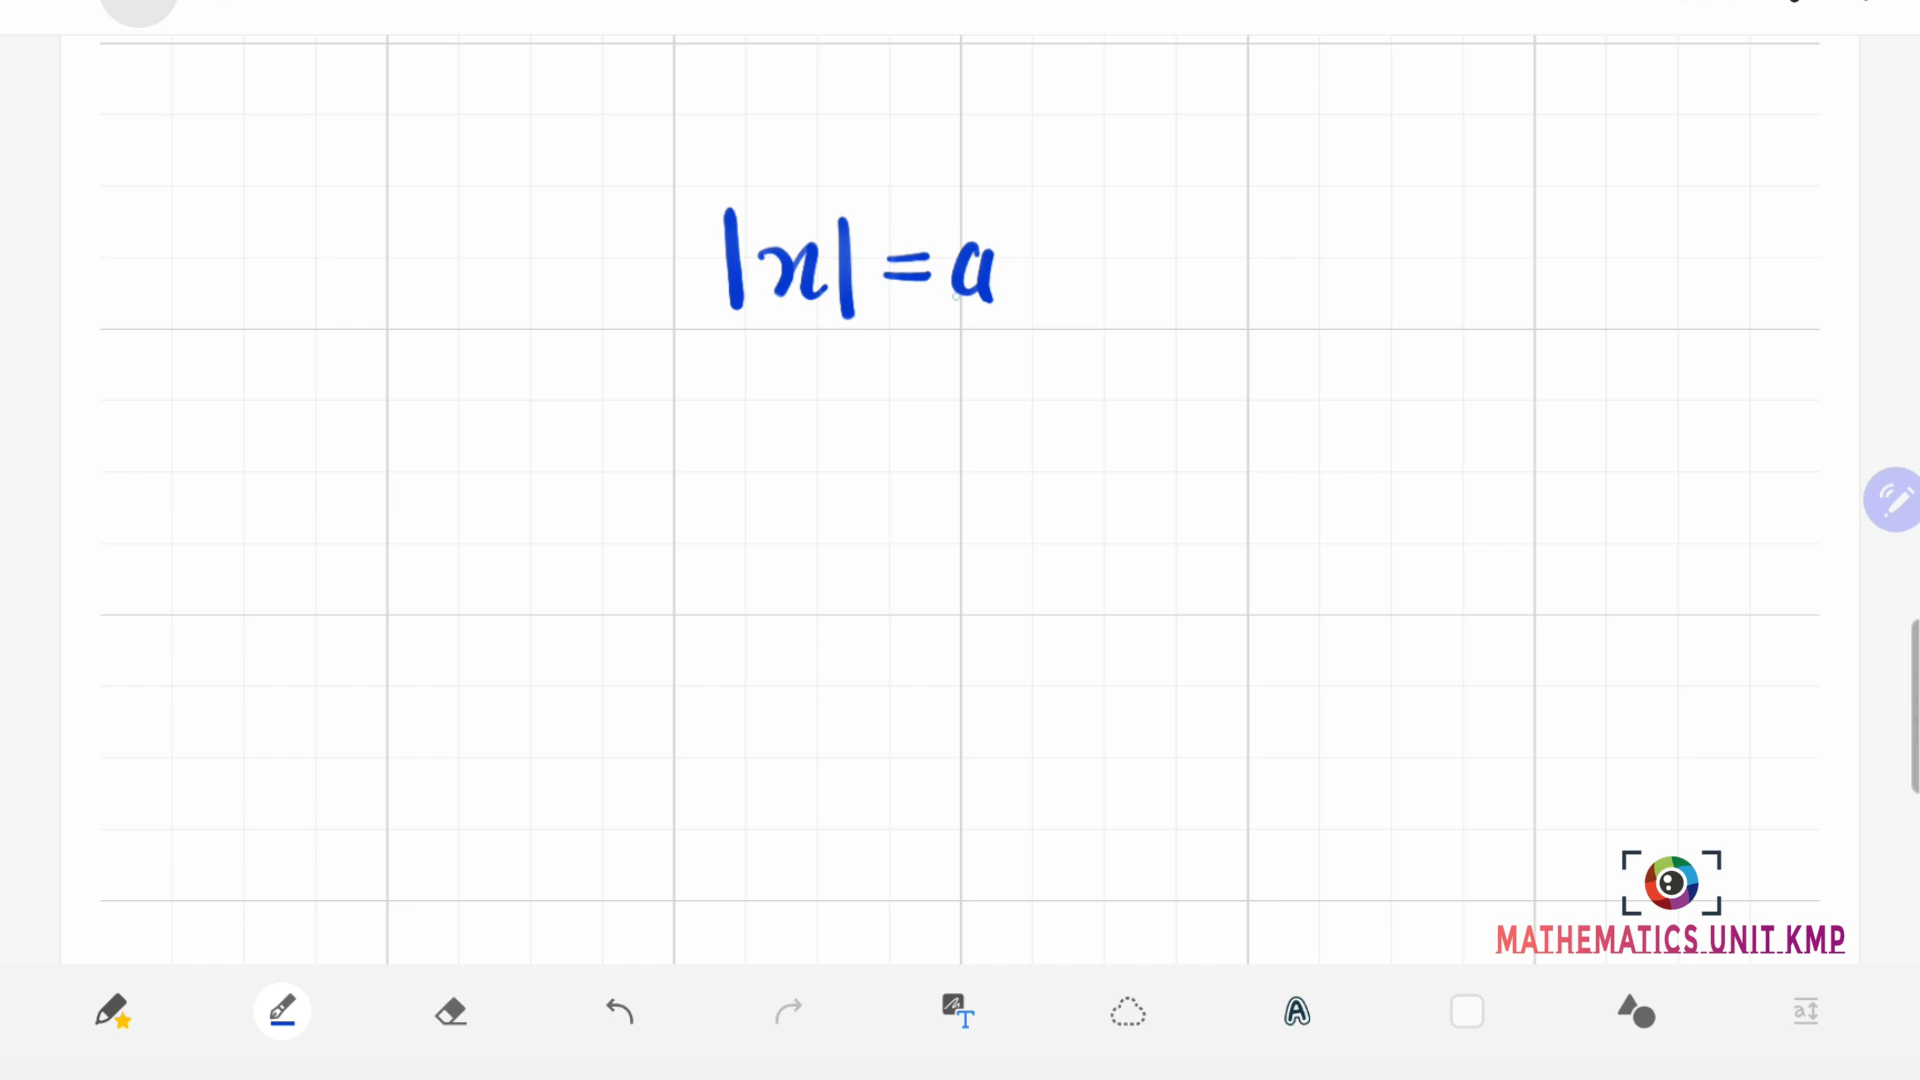 |x| = a
MATHEMATICS UNIT KMP